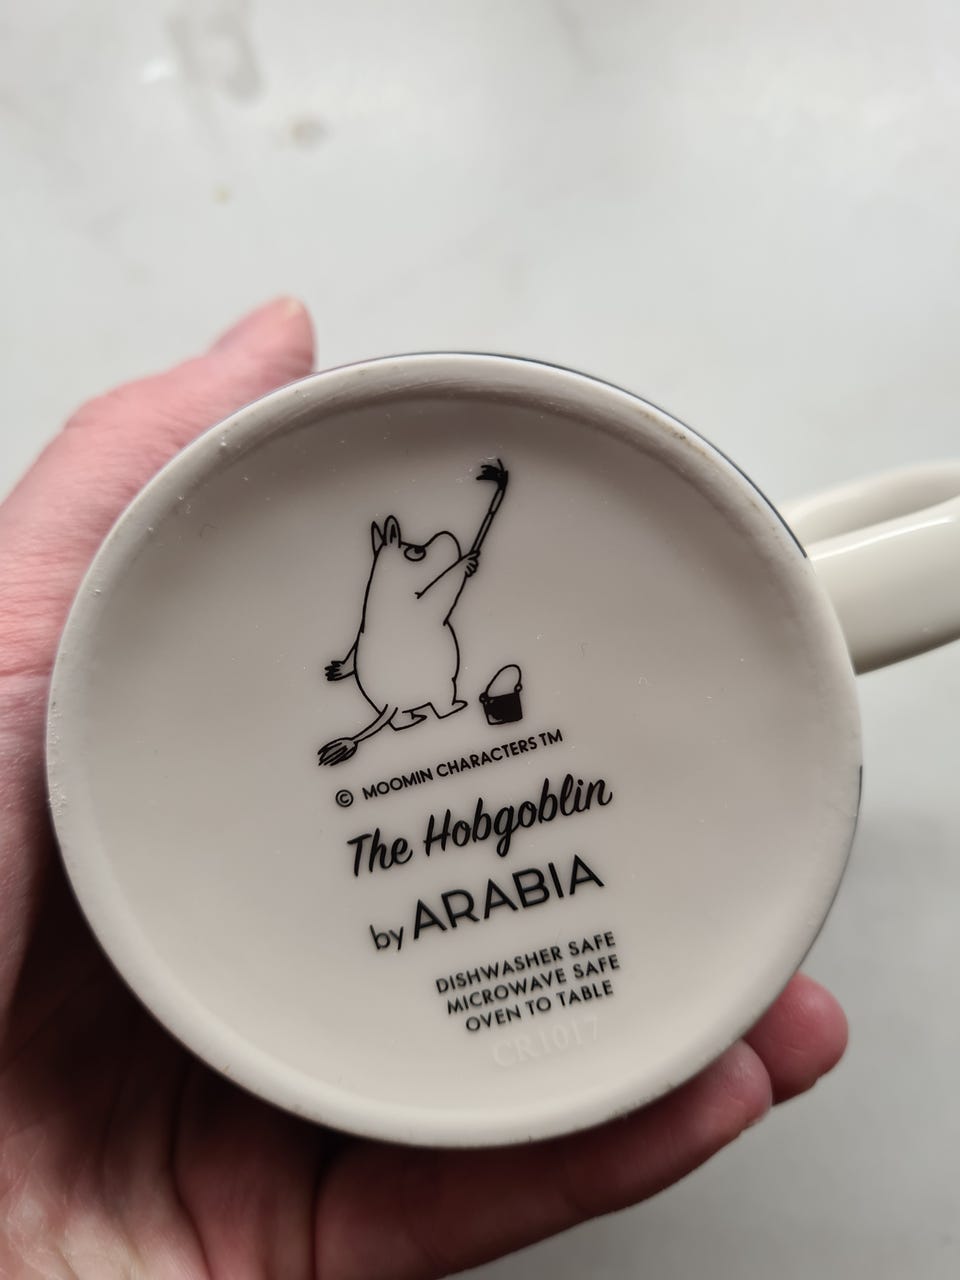 © MOOMIN CHARACTERS TM
The Hobgoblin
by ARABIA
DISHWASHER SAFE
MICROWAVE SAFE
OVEN TO TABLE
CR1017